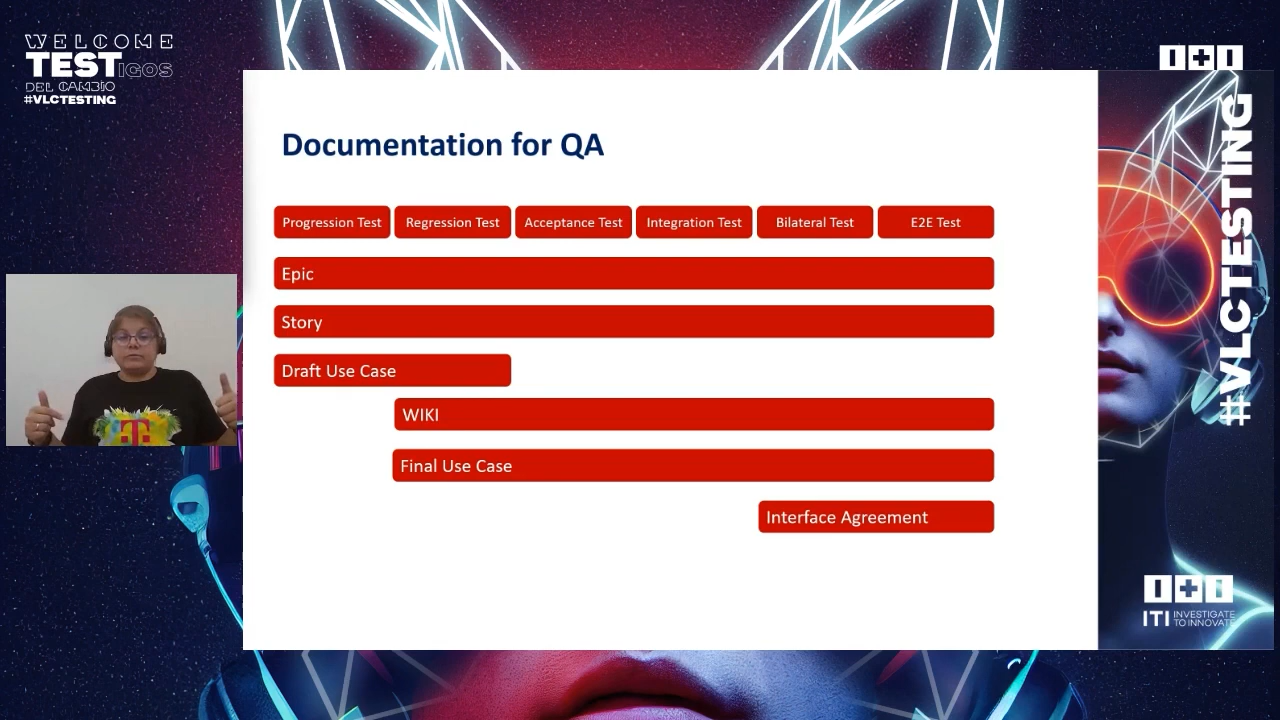 WELCOME
TESTIGOS
DEL CAMBIO
#VLCTESTING
Documentation for QA
Progression Test
Regression Test
Acceptance Test
Integration Test
Bilateral Test
E2E Test
Epic
Story
Draft Use Case
WIKI
Final Use Case
Interface Agreement
T
I+I
#VLCTESTING
I+I
ITI INVESTIGATE
TO INNOVATE